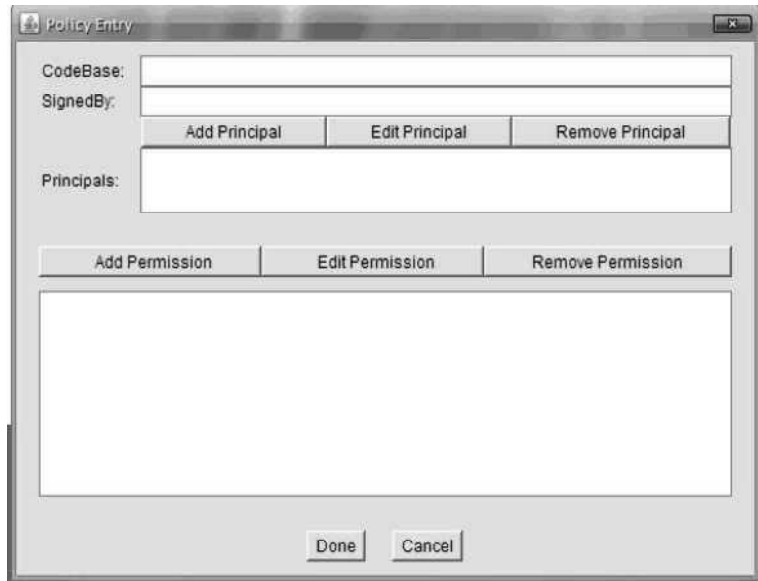 Policy Entry
CodeBase:
SignedBy:
Add Principal Edit Principal Remove Principal
Principals:
Add Permission Edit Permission Remove Permission
Done Cancel